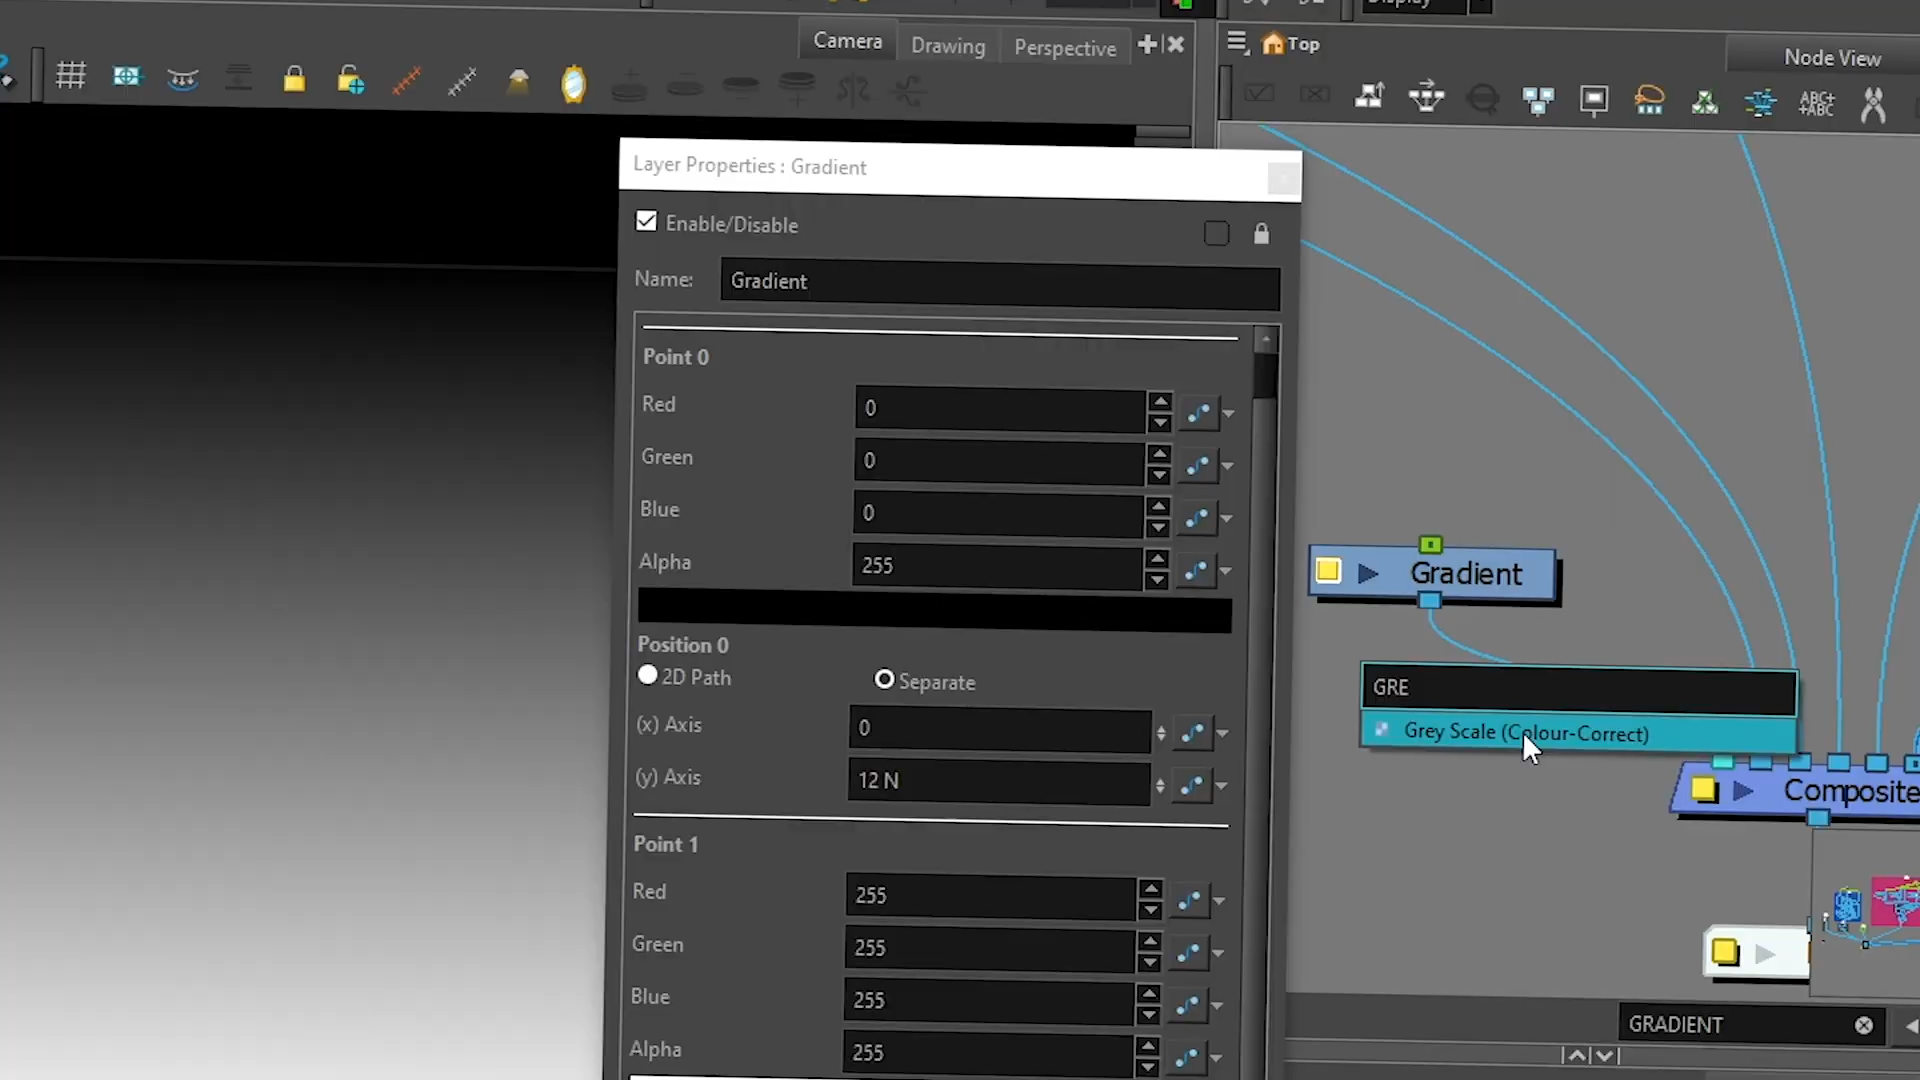 Display
Camera
Drawing
Perspective
Top
Node View
ABC+
+ABC
Layer Properties : Gradient
Enable/Disable
Name:
Gradient
Point 0
Red
0
Green
0
Blue
0
Alpha
255
Position 0
2D Path
Separate
(x) Axis
0
(y) Axis
12 N
Point 1
Red
255
Green
255
Blue
255
Alpha
255
Gradient
GRE
Grey Scale (Colour-Correct)
Composite
GRADIENT